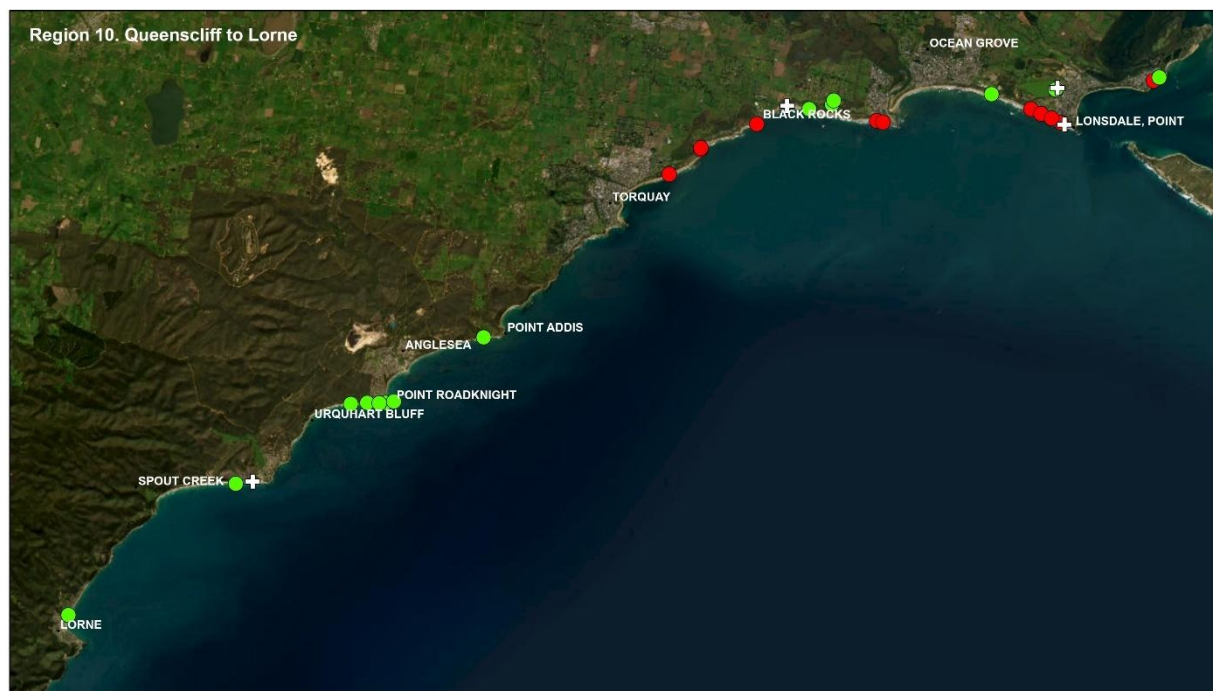 Region 10. Queenscliff to Lorne
OCEAN GROVE
BLACK ROCKS
LONSDALE, POINT
TORQUAY
POINT ADDIS
ANGLESEA
POINT ROADKNIGHT
URQUHART BLUFF
SPOUT CREEK
LORNE